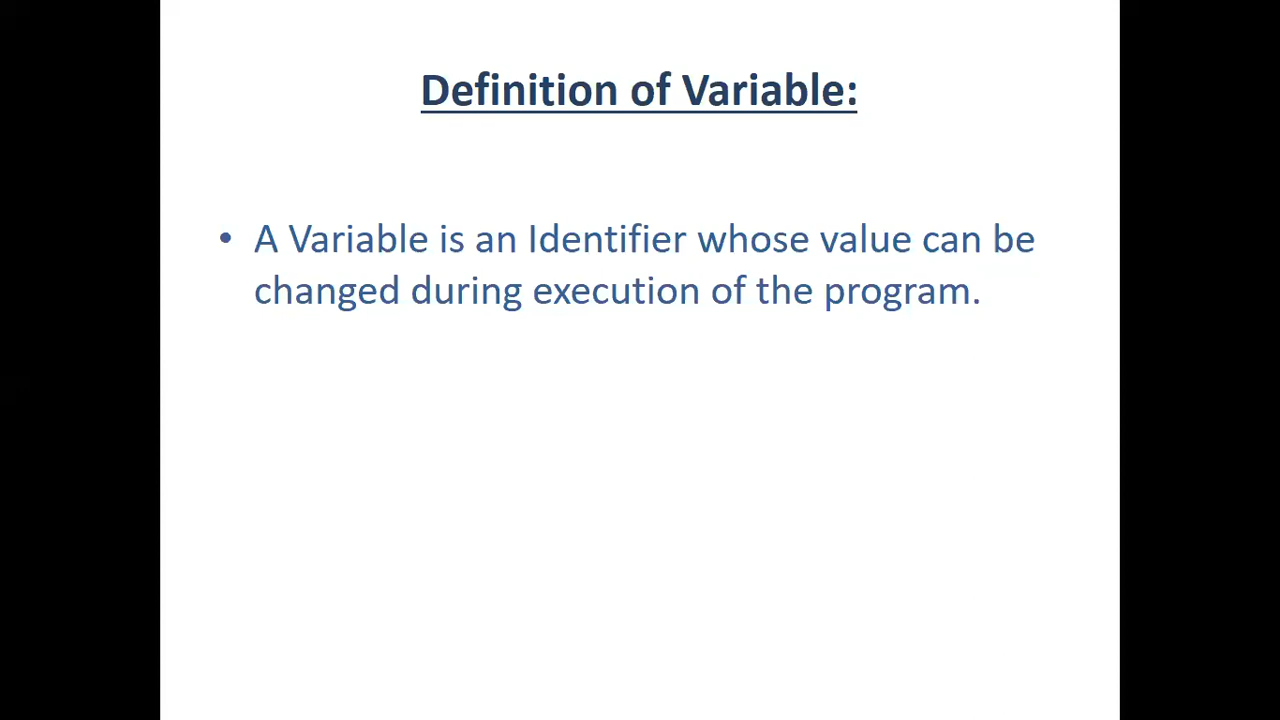 Definition of Variable:
• A Variable is an Identifier whose value can be
changed during execution of the program.